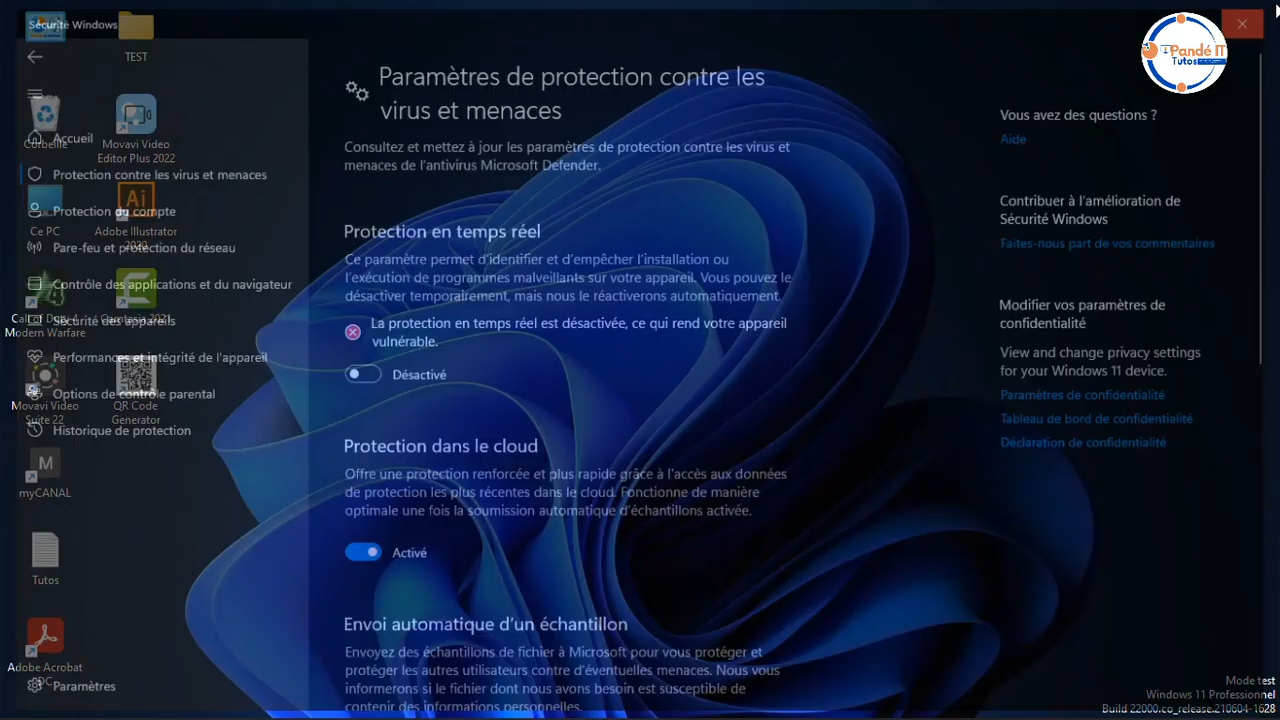 Sécurité Windows
TEST
Corbeille
Movavi Video
Editor Plus 2022
Accueil
Protection contre les virus et menaces
Ce PC
Protection du compte
Adobe Illustrator
2020
Pare-feu et protection du réseau
Contrôle des applications et du navigateur
Call of Duty 4
Modern Warfare
Camtasia 2021
Sécurité des appareils
Performances et intégrité de l'appareil
Options de contrôle parental
Movavi Video
Suite 22
QR Code
Generator
Historique de protection
M
myCANAL
Tutos
Adobe Acrobat
DC
Paramètres
Paramètres de protection contre les
virus et menaces
Consultez et mettez à jour les paramètres de protection contre les virus et
menaces de l'antivirus Microsoft Defender.
Protection en temps réel
Ce paramètre permet d'identifier et d'empêcher l'installation ou
l'exécution de programmes malveillants sur votre appareil. Vous pouvez le
désactiver temporairement, mais nous le réactiverons automatiquement.
La protection en temps réel est désactivée, ce qui rend votre appareil
vulnérable.
Désactivé
Protection dans le cloud
Offre une protection renforcée et plus rapide grâce à l'accès aux données
de protection les plus récentes dans le cloud. Fonctionne de manière
optimale une fois la soumission automatique d'échantillons activée.
Activé
Envoi automatique d'un échantillon
Envoyez des échantillons de fichier à Microsoft pour vous protéger et
protéger les autres utilisateurs contre d'éventuelles menaces. Nous vous
informerons si le fichier dont nous avons besoin est susceptible de
contenir des informations personnelles.
Pandé IT
Tutos
Vous avez des questions ?
Aide
Contribuer à l'amélioration de
Sécurité Windows
Faites-nous part de vos commentaires
Modifier vos paramètres de
confidentialité
View and change privacy settings
for your Windows 11 device.
Paramètres de confidentialité
Tableau de bord de confidentialité
Déclaration de confidentialité
Mode test
Windows 11 Professionnel
Build 22000.co_release.210604-1628